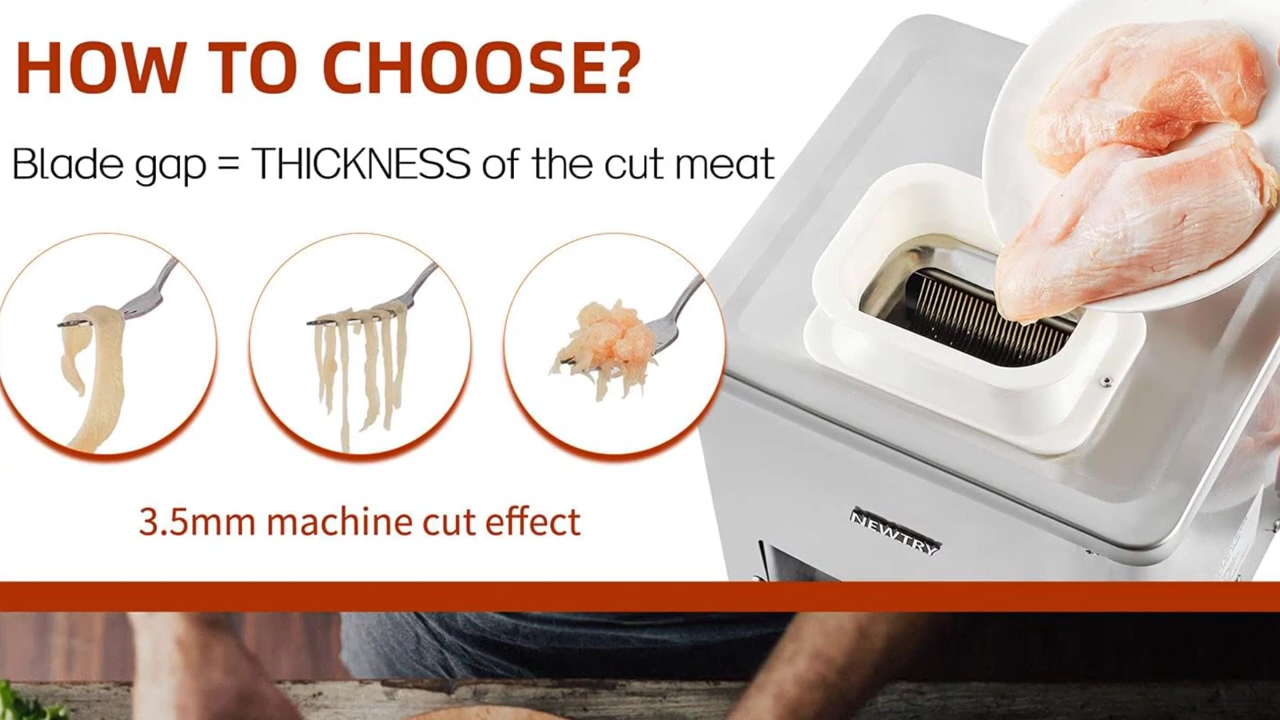 HOW TO CHOOSE?
Blade gap = THICKNESS of the cut meat
3.5mm machine cut effect
NEWTRY